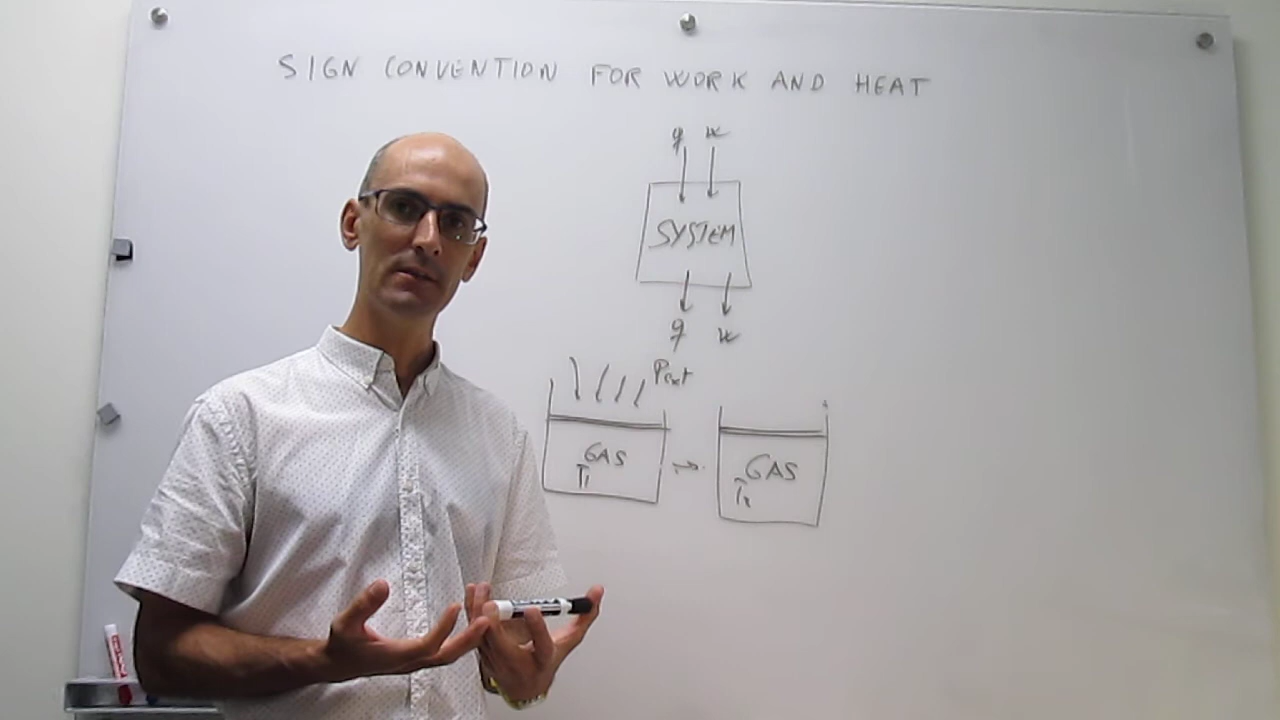 SIGN CONVENTION FOR WORK AND HEAT
q w
SYSTEM
q w
Pext
GAS
T1
GAS
T2